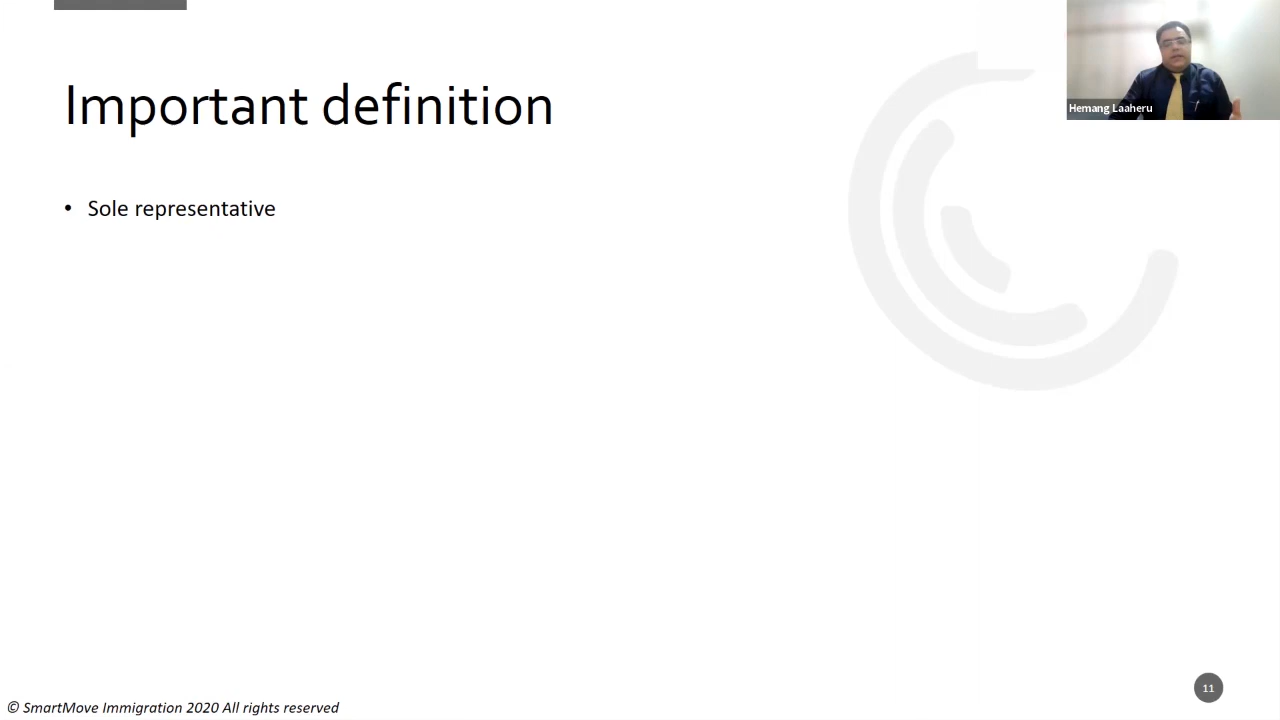 Important definition
Hemang Laaheru
• Sole representative
11
© SmartMove Immigration 2020 All rights reserved